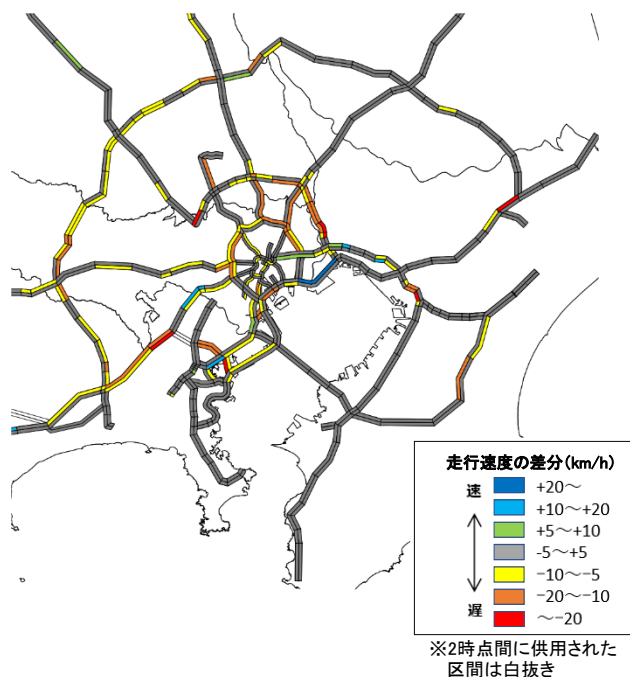 走行速度の差分(km/h)
速
+20～
+10～+20
+5～+10
-5～+5
-10～-5
-20～-10
～-20
遅
※2時点間に供用された
区間は白抜き